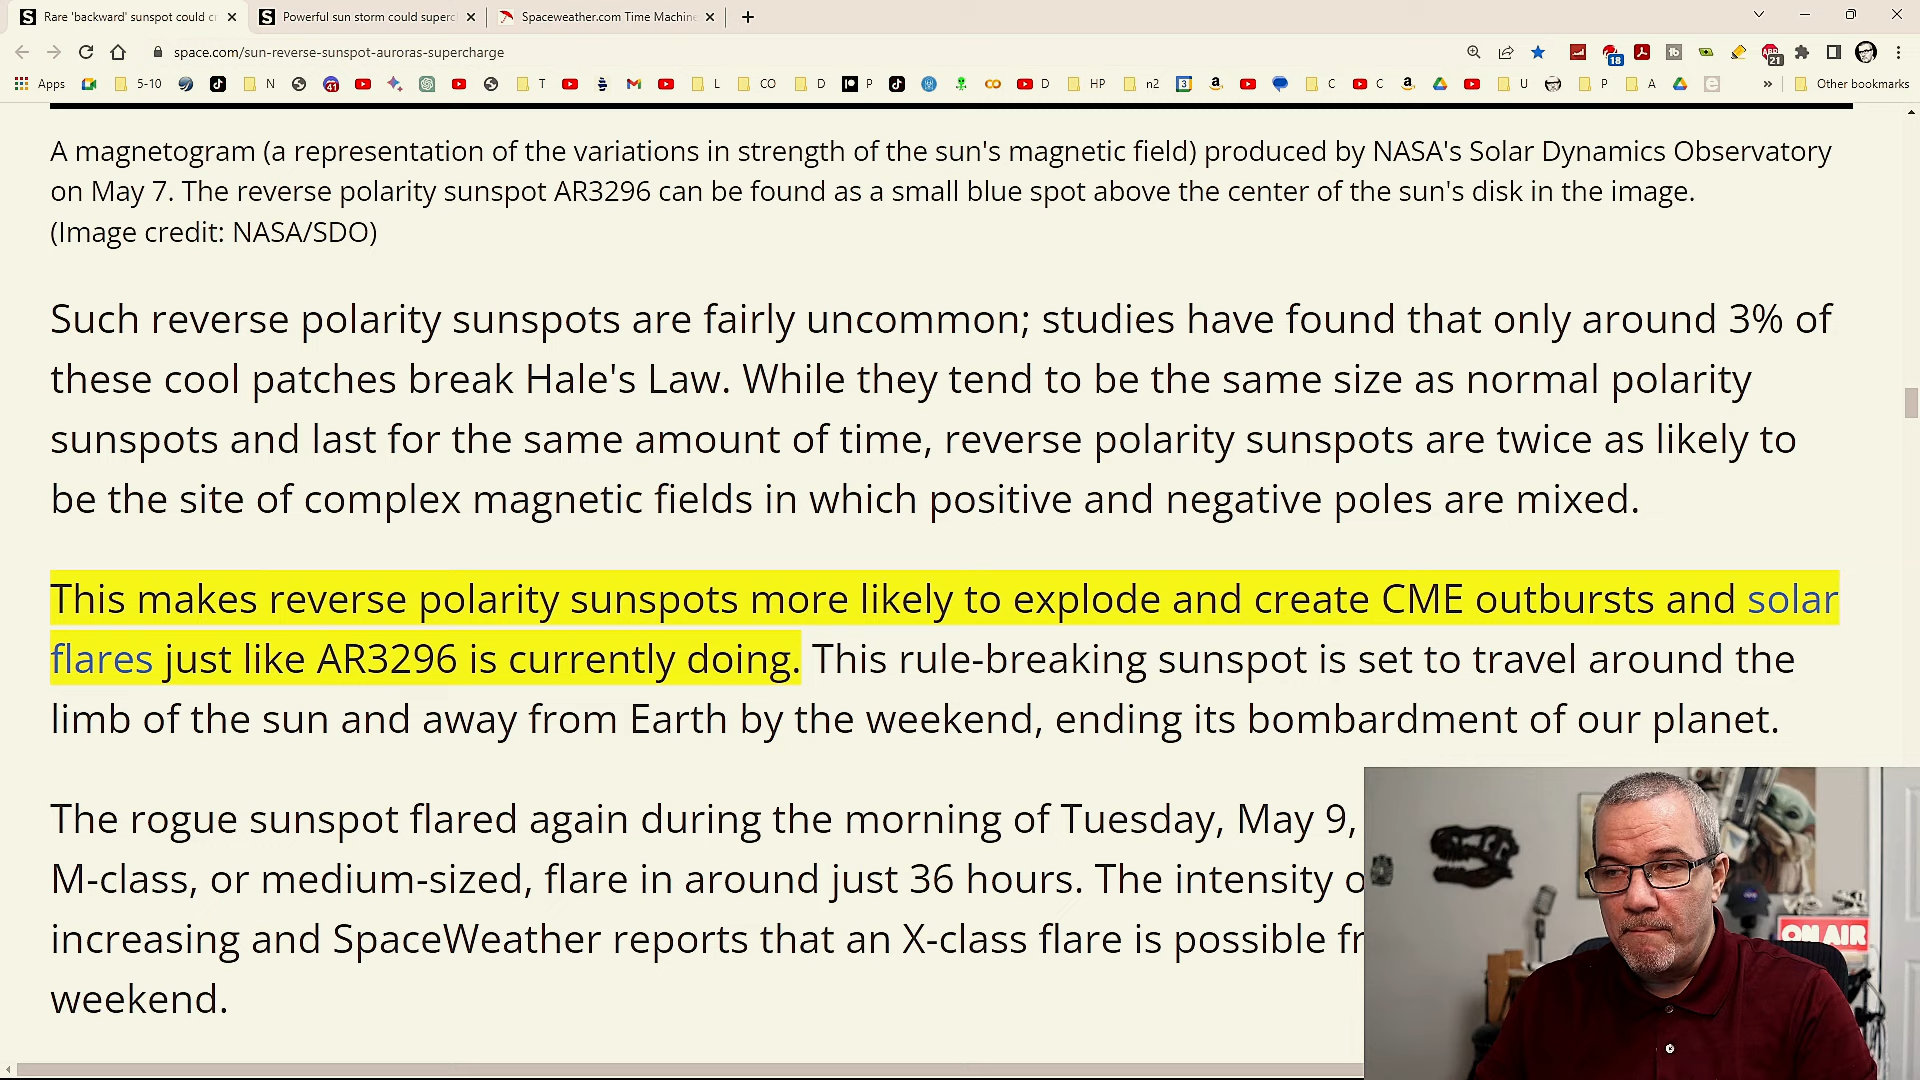 Rare 'backward' sunspot could cr
Powerful sun storm could superc
Spaceweather.com Time Machin
space.com/sun-reverse-sunspot-auroras-supercharge
18
21
Apps
5-10
N
41
T
L
CO
D
P
D
HP
n2
3
C
C
U
P
A
»
Other bookmarks
A magnetogram (a representation of the variations in strength of the sun's magnetic field) produced by NASA's Solar Dynamics Observatory
on May 7. The reverse polarity sunspot AR3296 can be found as a small blue spot above the center of the sun's disk in the image.
(Image credit: NASA/SDO)
Such reverse polarity sunspots are fairly uncommon; studies have found that only around 3% of
these cool patches break Hale's Law. While they tend to be the same size as normal polarity
sunspots and last for the same amount of time, reverse polarity sunspots are twice as likely to
be the site of complex magnetic fields in which positive and negative poles are mixed.
This makes reverse polarity sunspots more likely to explode and create CME outbursts and solar
flares just like AR3296 is currently doing. This rule-breaking sunspot is set to travel around the
limb of the sun and away from Earth by the weekend, ending its bombardment of our planet.
The rogue sunspot flared again during the morning of Tuesday, May 9,
M-class, or medium-sized, flare in around just 36 hours. The intensity o
increasing and SpaceWeather reports that an X-class flare is possible fr
weekend.
ON AIR